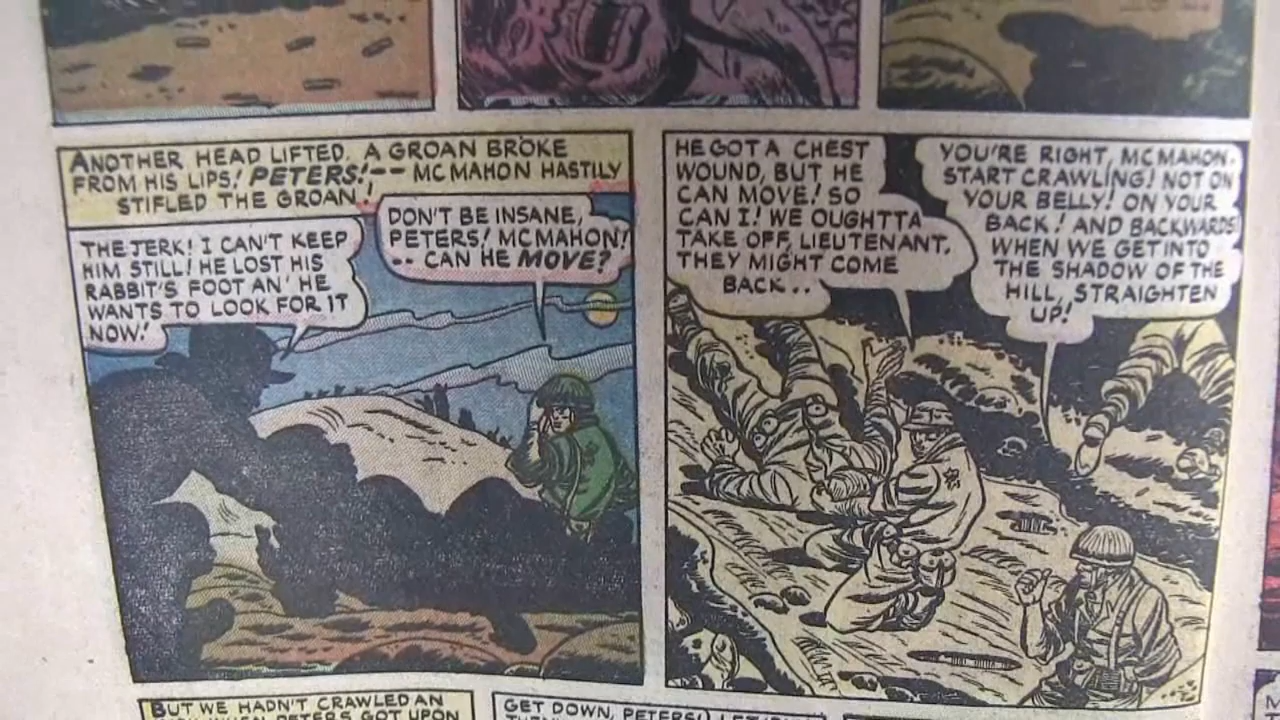 ANOTHER HEAD LIFTED. A GROAN BROKE
FROM HIS LIPS! PETERS!-- MCMAHON HASTILY
STIFLED THE GROAN!
THE JERK! I CAN'T KEEP
HIM STILL! HE LOST HIS
RABBIT'S FOOT AN' HE
WANTS TO LOOK FOR IT
NOW!
DON'T BE INSANE,
PETERS! MCMAHON!
-- CAN HE MOVE?
HE GOT A CHEST
WOUND, BUT HE
CAN MOVE! SO
CAN I! WE OUGHTTA
TAKE OFF, LIEUTENANT.
THEY MIGHT COME
BACK..
YOU'RE RIGHT, MCMAHON.
START CRAWLING! NOT ON
YOUR BELLY! ON YOUR
BACK! AND BACKWARDS
WHEN WE GET INTO
THE SHADOW OF THE
HILL, STRAIGHTEN
UP!
BUT WE HADN'T CRAWLED AN
WHEN PETERS GOT UPON
GET DOWN, PETERS!